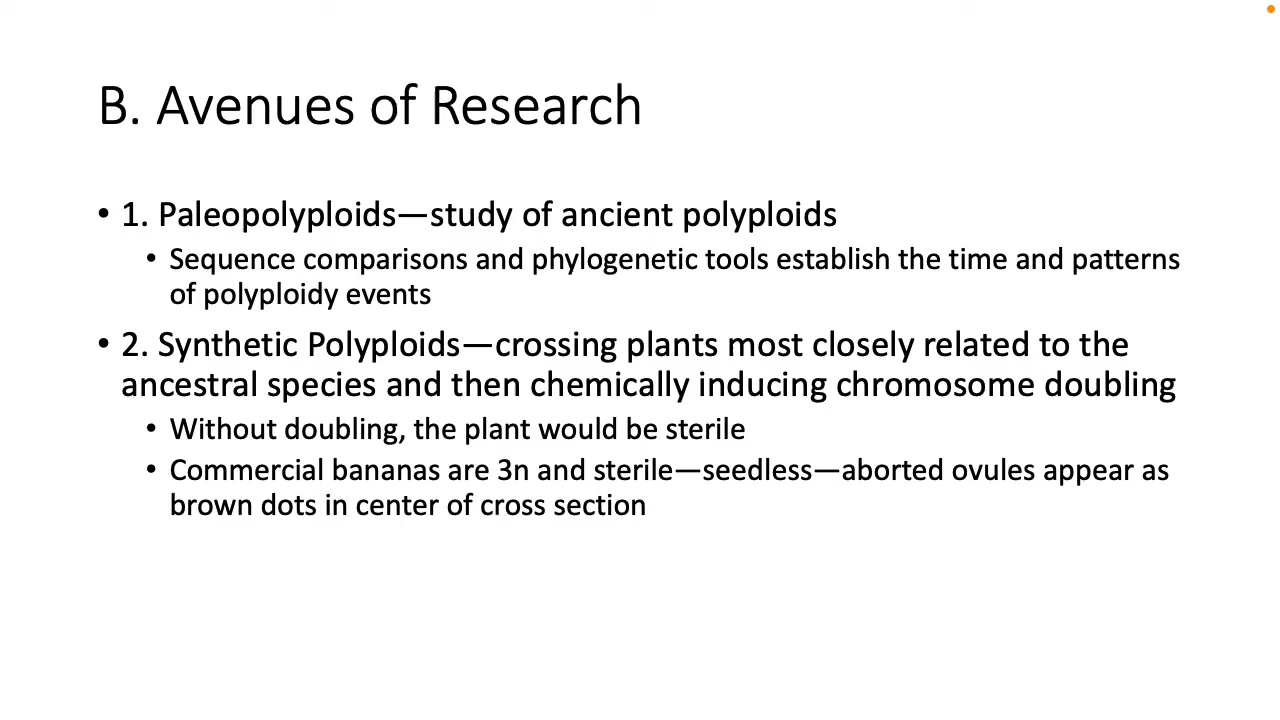 B. Avenues of Research
• 1. Paleopolyploids—study of ancient polyploids
• Sequence comparisons and phylogenetic tools establish the time and patterns
of polyploidy events
• 2. Synthetic Polyploids—crossing plants most closely related to the
ancestral species and then chemically inducing chromosome doubling
• Without doubling, the plant would be sterile
• Commercial bananas are 3n and sterile—seedless—aborted ovules appear as
brown dots in center of cross section